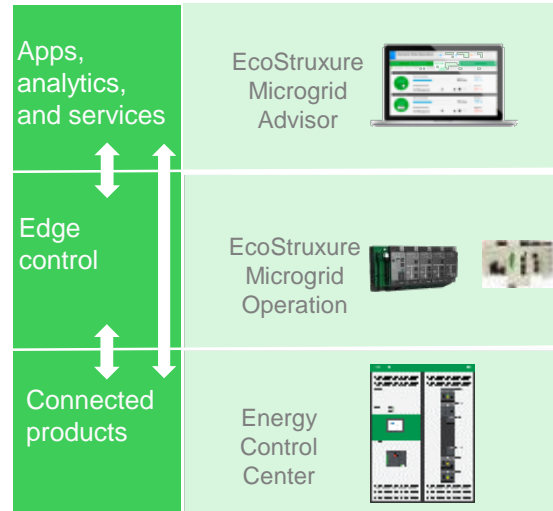 Apps,
analytics,
and services
EcoStruxure
Microgrid
Advisor
Edge
control
EcoStruxure
Microgrid
Operation
Connected
products
Energy
Control
Center